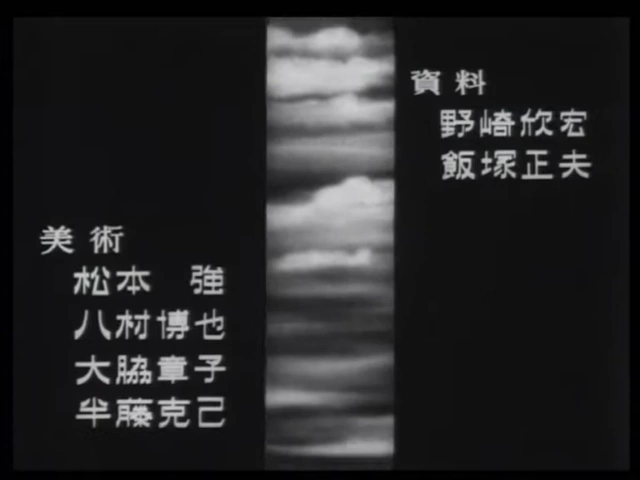 資料
野崎欣宏
飯塚正夫
美術
松本 強
八村博也
大脇章子
半藤克己